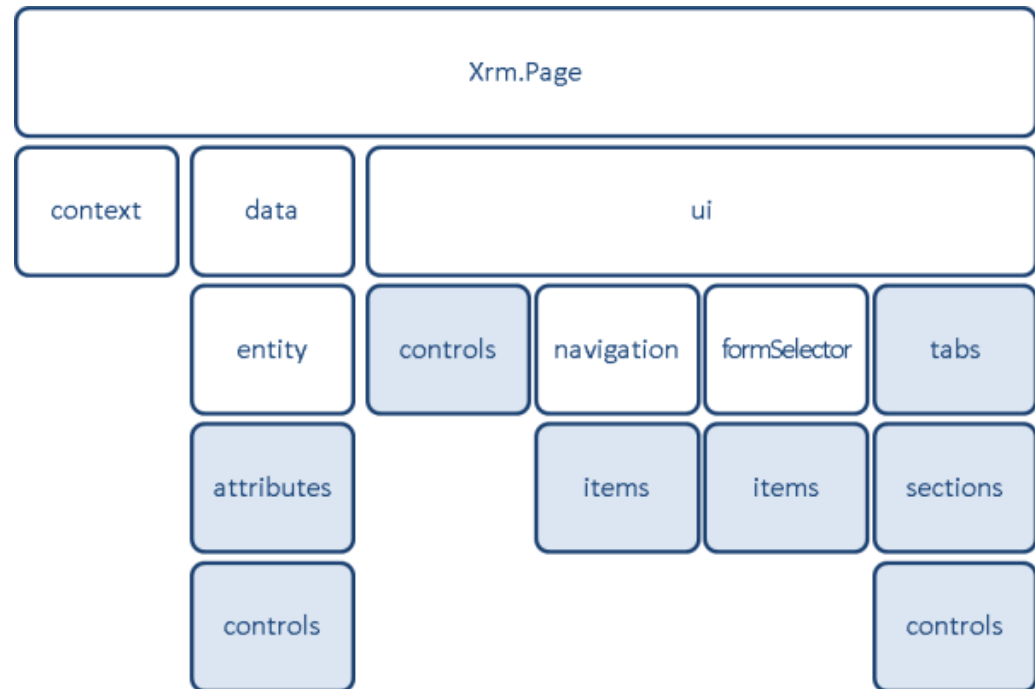 Xrm.Page
context
data
ui
entity
controls
navigation
formSelector
tabs
attributes
items
items
sections
controls
controls